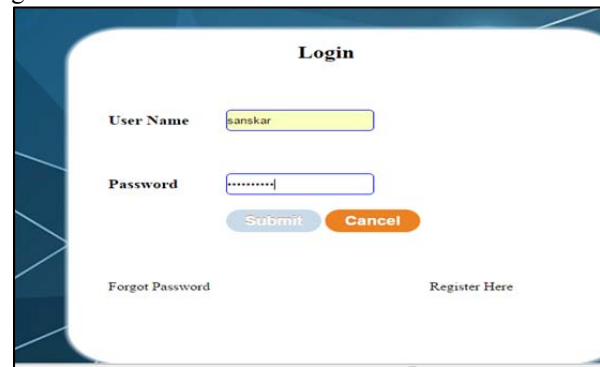 Login
User Name sanskar
Password ••••••••••
Submit Cancel
Forgot Password Register Here